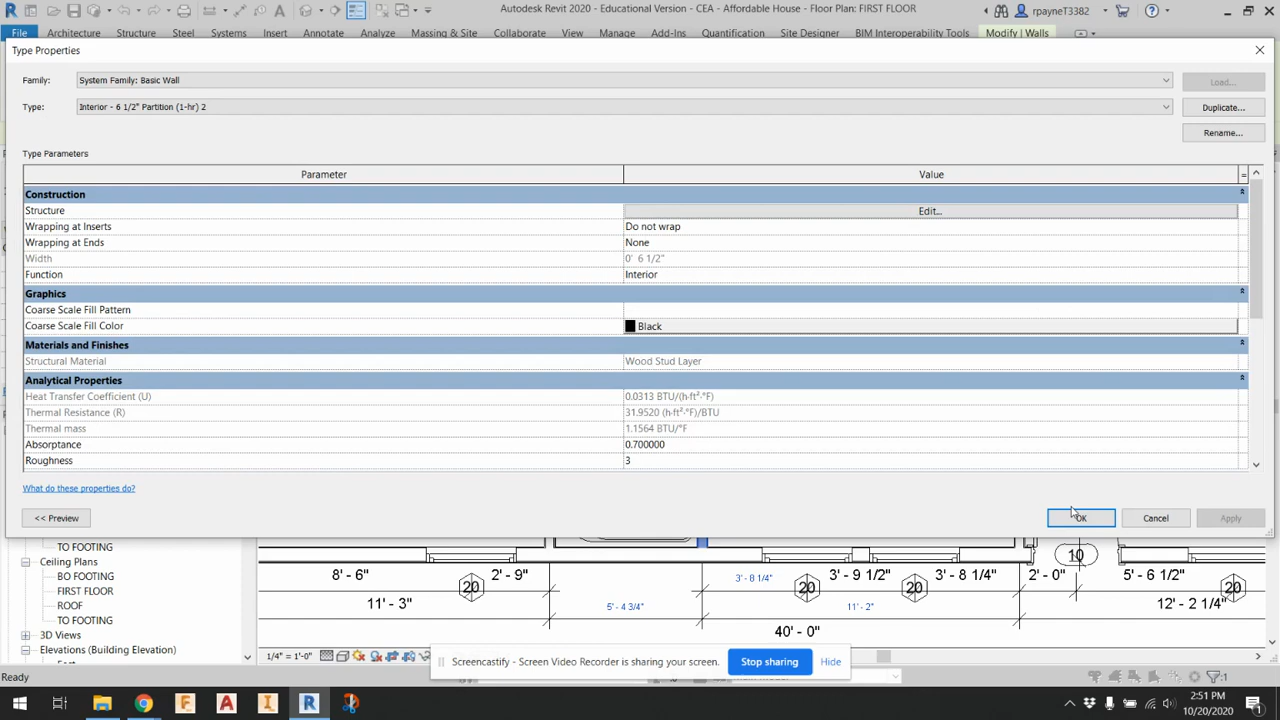 Autodesk Revit 2020 - Educational Version - CEA - Affordable House - Floor Plan: FIRST FLOOR
rpayneT3382
File Architecture Structure Steel Systems Insert Annotate Analyze Massing & Site Collaborate View Manage Add-Ins Quantification Site Designer BIM Interoperability Tools Modify | Walls
Type Properties
Family: System Family: Basic Wall Load...
Type: Interior - 6 1/2" Partition (1-hr) 2 Duplicate...
Rename...
Type Parameters
Parameter Value =
Construction
Structure Edit...
Wrapping at Inserts Do not wrap
Wrapping at Ends None
Width 0' 6 1/2"
Function Interior
Graphics
Coarse Scale Fill Pattern
Coarse Scale Fill Color Black
Materials and Finishes
Structural Material Wood Stud Layer
Analytical Properties
Heat Transfer Coefficient (U) 0.0313 BTU/(h·ft²·°F)
Thermal Resistance (R) 31.9520 (h·ft²·°F)/BTU
Thermal mass 1.1564 BTU/°F
Absorptance 0.700000
Roughness 3
What do these properties do?
<< Preview OK Cancel Apply
TO FOOTING
Ceiling Plans
BO FOOTING
FIRST FLOOR
ROOF
TO FOOTING
3D Views
Elevations (Building Elevation)
10
8' - 6" 20 2' - 9" 3' - 8 1/4" 20 3' - 9 1/2" 20 3' - 8 1/4" 2' - 0" 5' - 6 1/2" 20
11' - 3" 5' - 4 3/4" 11' - 2" 12' - 2 1/4"
40' - 0"
1/4" = 1'-0"
Screencastify - Screen Video Recorder is sharing your screen. Stop sharing Hide
Ready
2:51 PM
10/20/2020